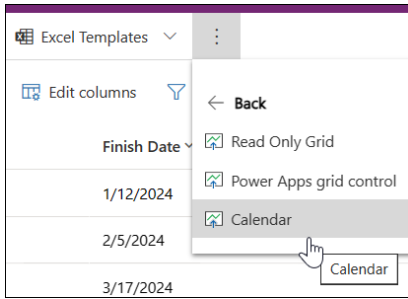 Excel Templates
Edit columns
Back
Finish Date
Read Only Grid
1/12/2024
Power Apps grid control
Calendar
2/5/2024
Calendar
3/17/2024